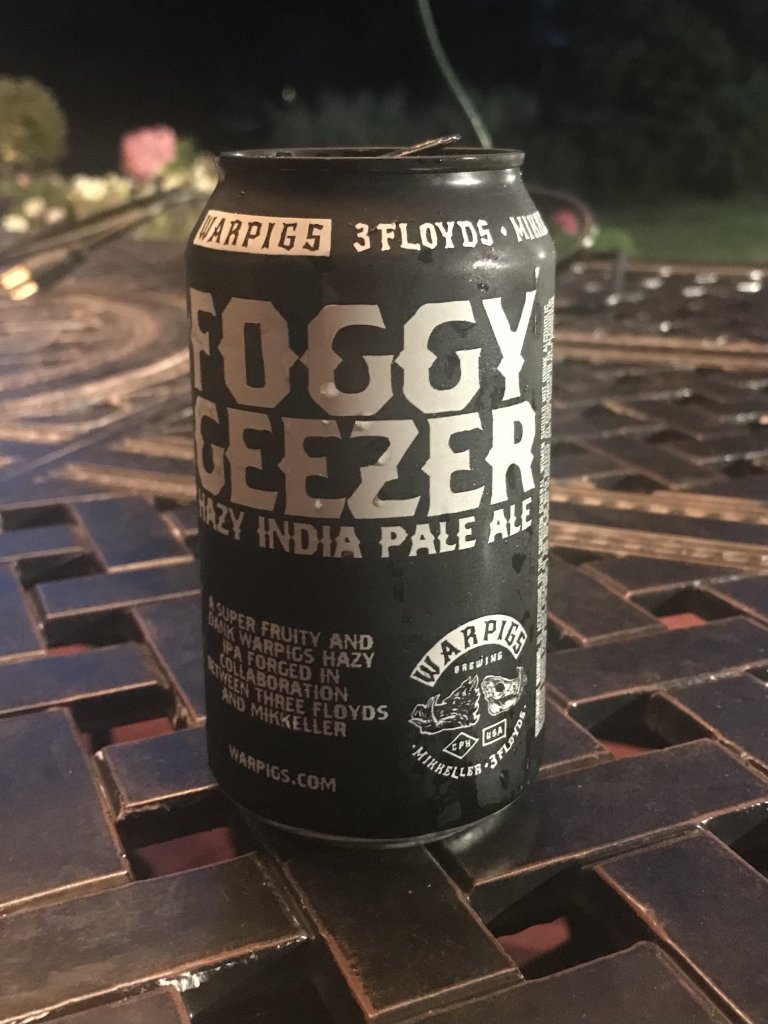 WARPIGS 3 FLOYDS •
FOGGY
GEEZER
HAZY INDIA PALE ALE
A SUPER FRUITY AND
DANK WARPIGS HAZY
IPA FORGED IN
COLLABORATION
BETWEEN THREE FLOYDS
AND MIKKELLER
WARPIGS.COM
WARPIGS
BREWING
CPH USA
• MIKKELLER • 3 FLOYDS •